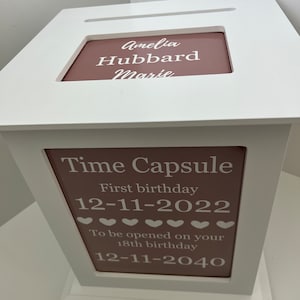 Amelia
Hubbard
Marie
Time Capsule
First birthday
12-11-2022
To be opened on your
18th birthday
12-11-2040